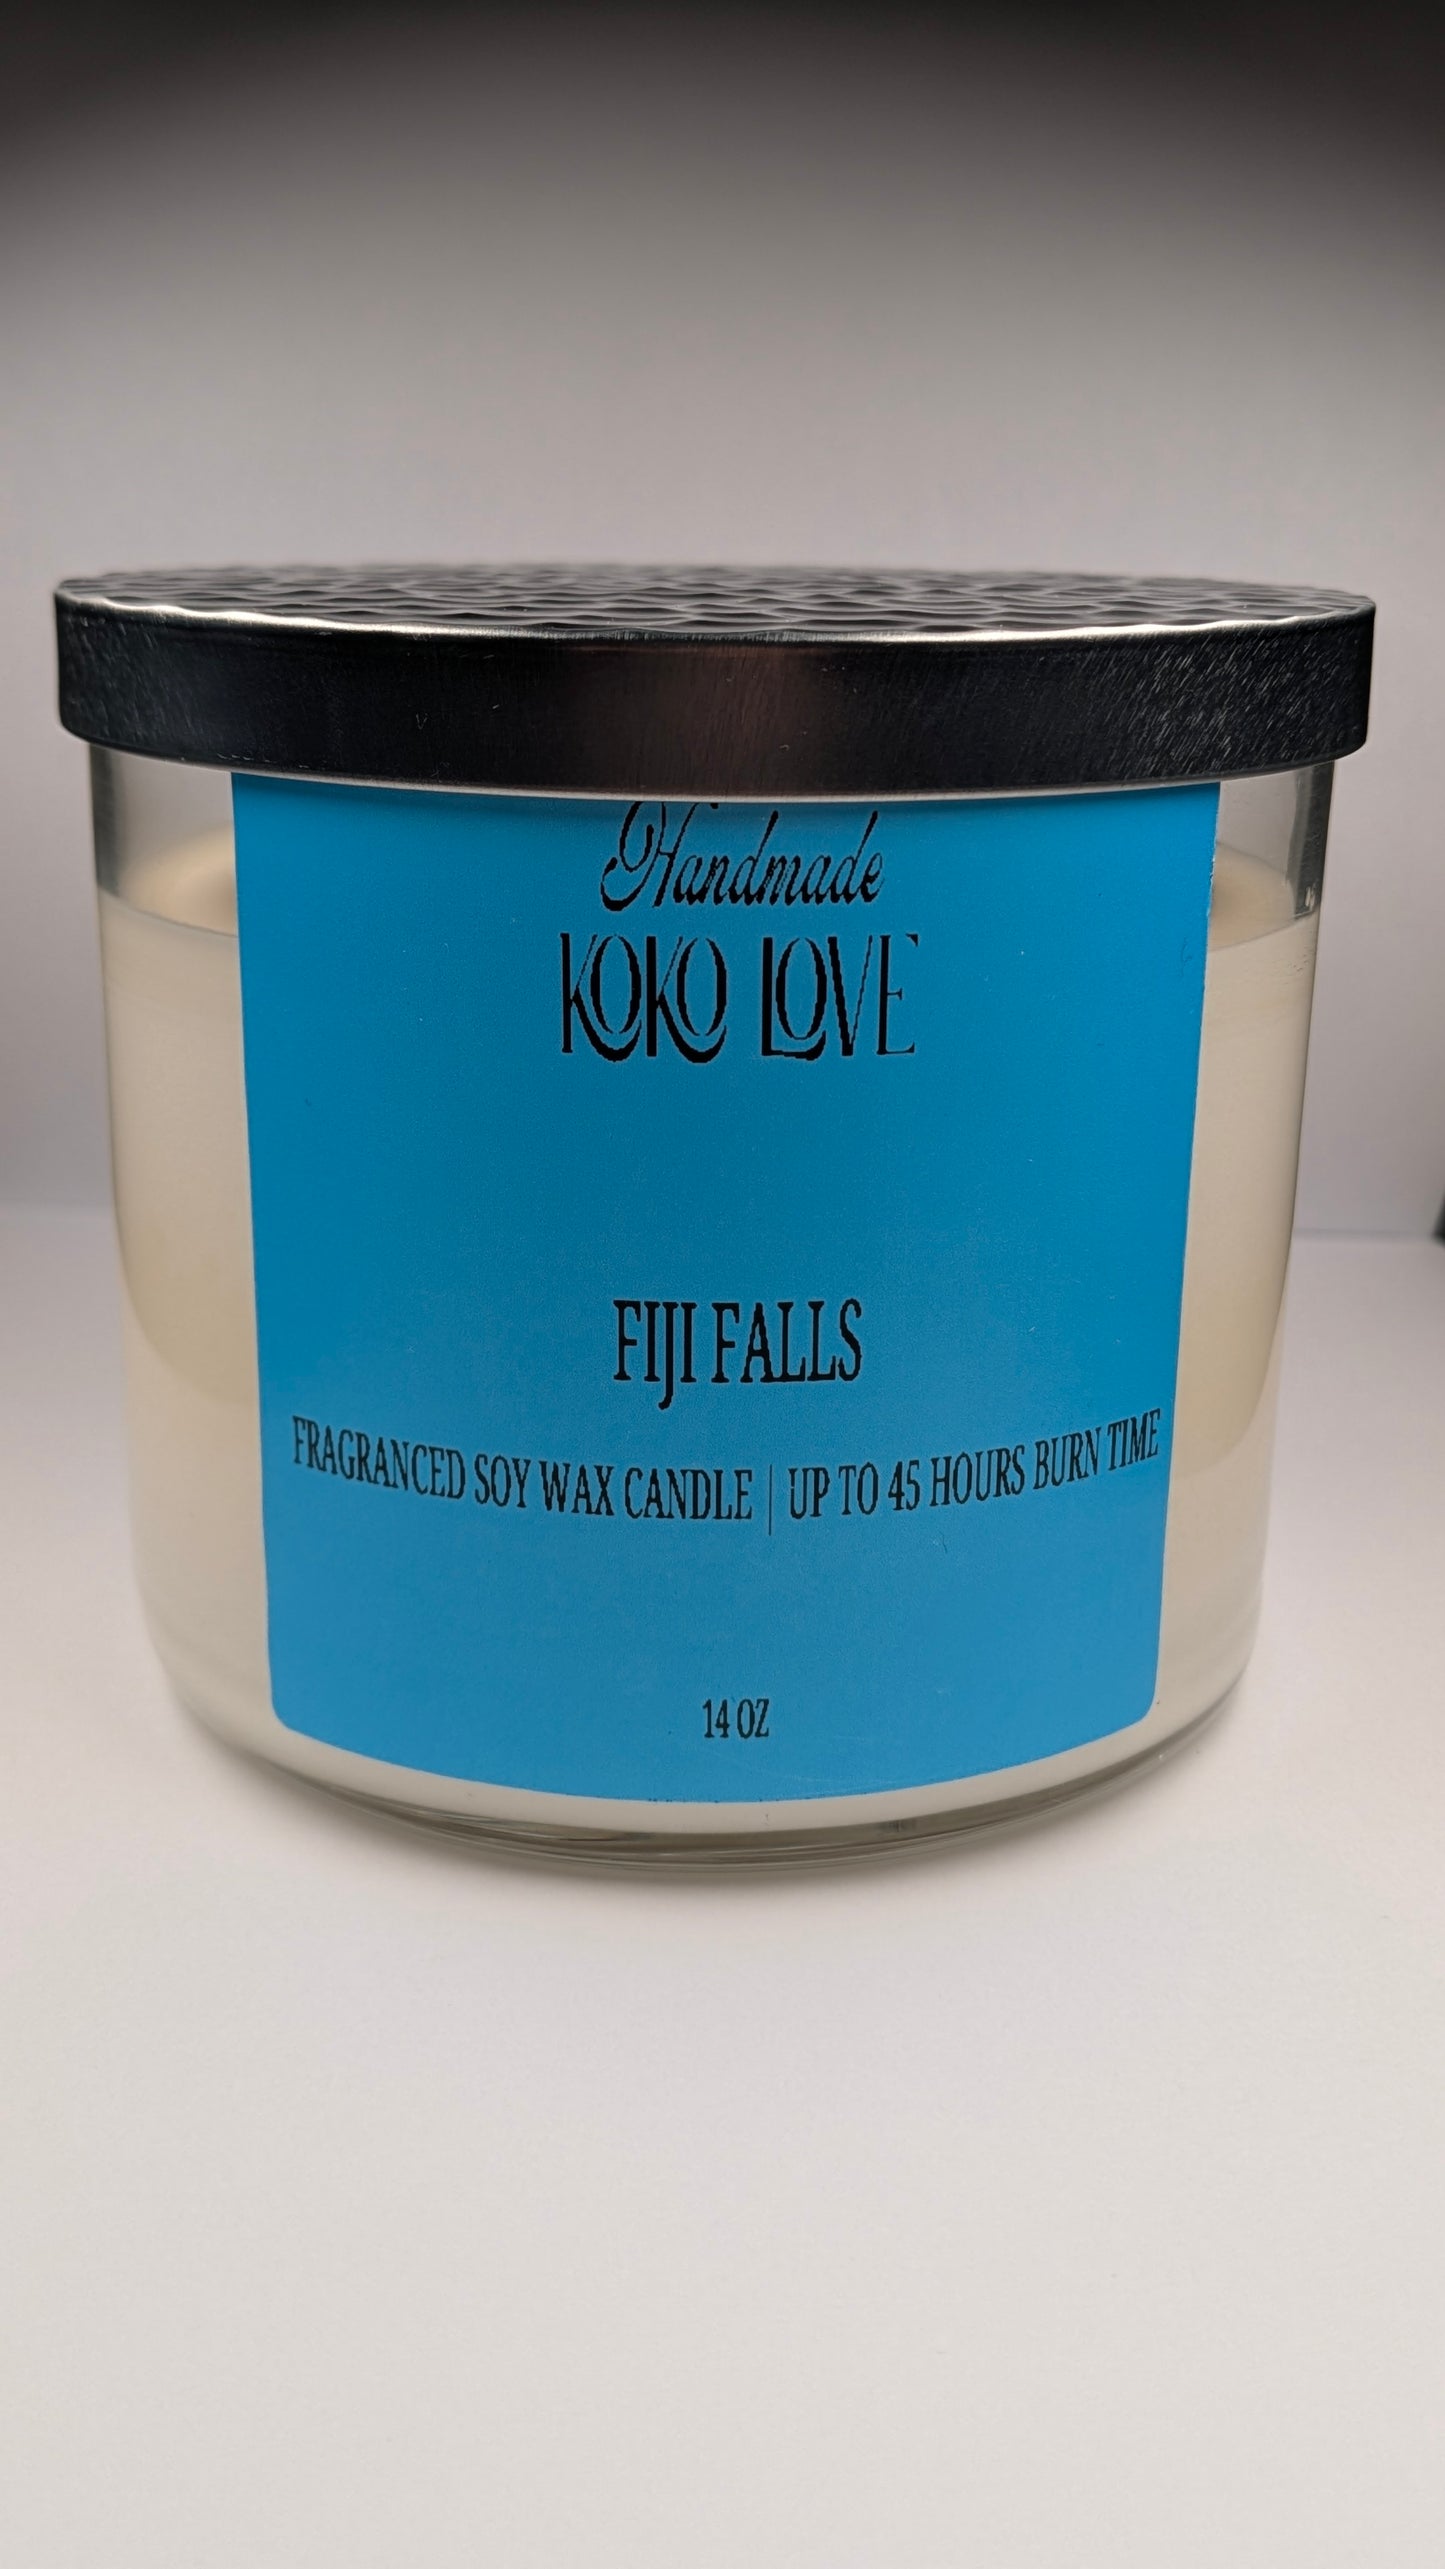 Handmade
KOKO LOVE
FIJI FALLS
FRAGRANCED SOY WAX CANDLE | UP TO 45 HOURS BURN TIME
14 OZ